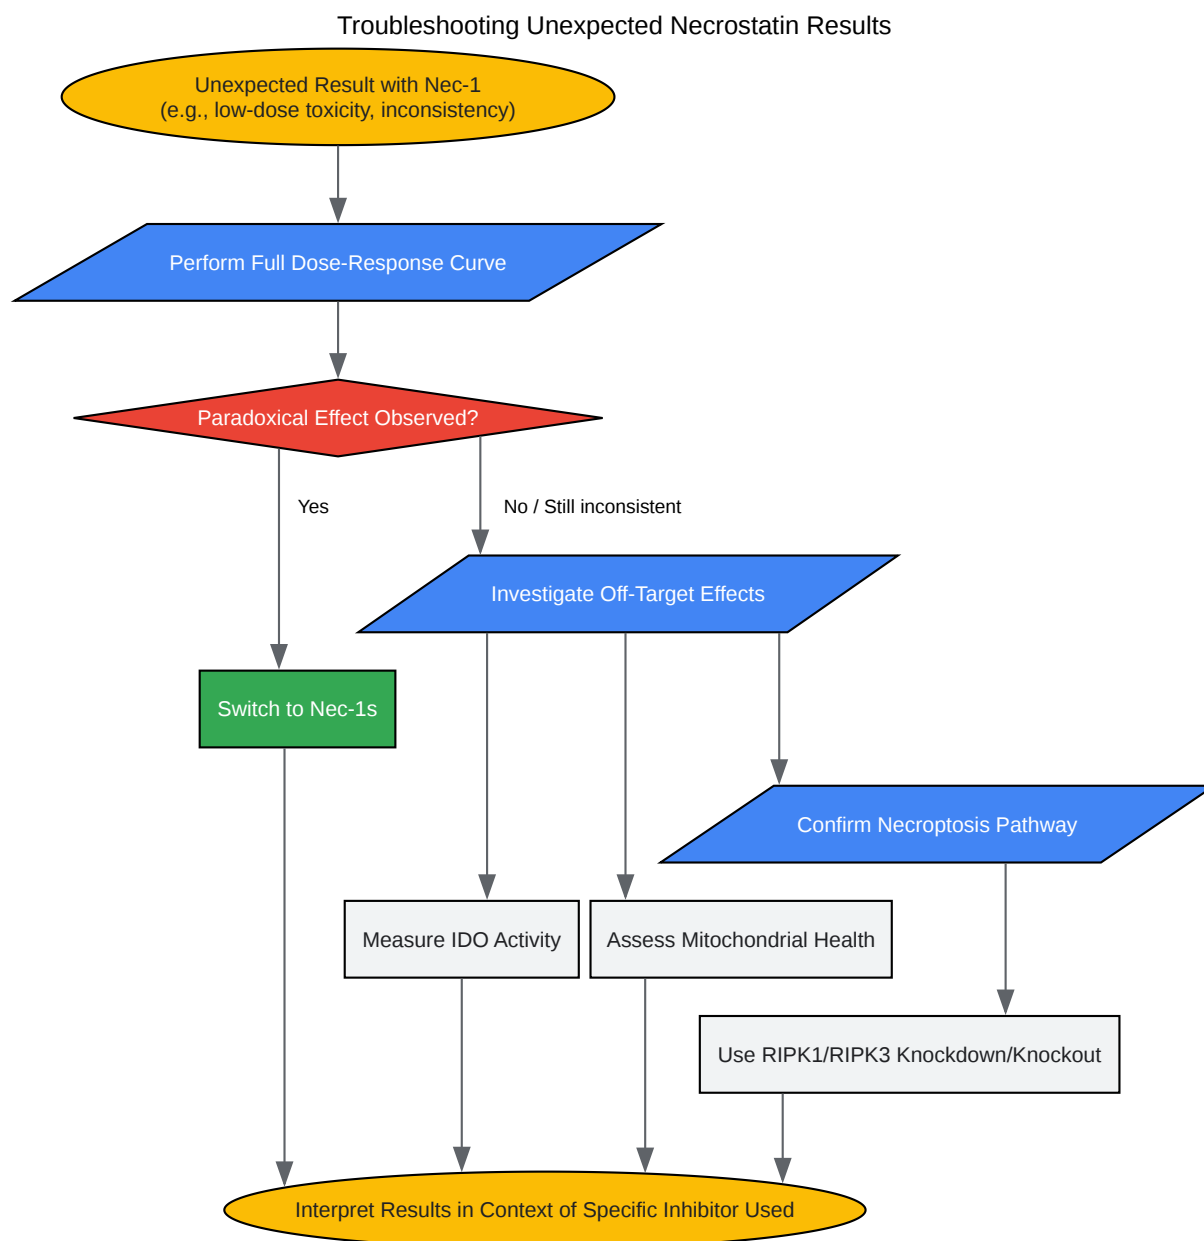 Troubleshooting Unexpected Necrostatin Results
Unexpected Result with Nec-1
(e.g., low-dose toxicity, inconsistency)
Perform Full Dose-Response Curve
Paradoxical Effect Observed?
Yes
No / Still inconsistent
Investigate Off-Target Effects
Switch to Nec-1s
Confirm Necroptosis Pathway
Measure IDO Activity
Assess Mitochondrial Health
Use RIPK1/RIPK3 Knockdown/Knockout
Interpret Results in Context of Specific Inhibitor Used